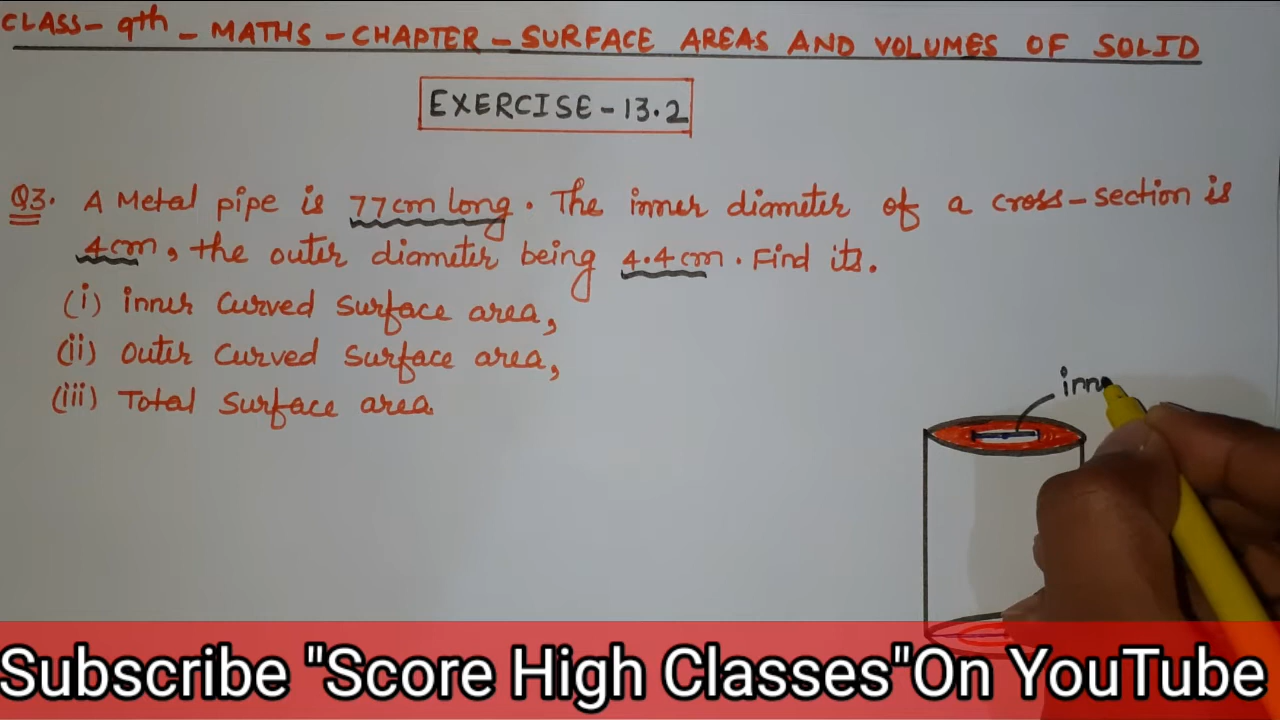 CLASS- 9th - MATHS - CHAPTER - SURFACE AREAS AND VOLUMES OF SOLID
EXERCISE - 13.2
Q3. A Metal pipe is 77cm long. The inner diameter of a cross-section is
4cm, the outer diameter being 4.4cm. Find its.
(i) inner curved surface area,
(ii) outer curved surface area,
(iii) Total surface area.
inn
Subscribe "Score High Classes"On YouTube